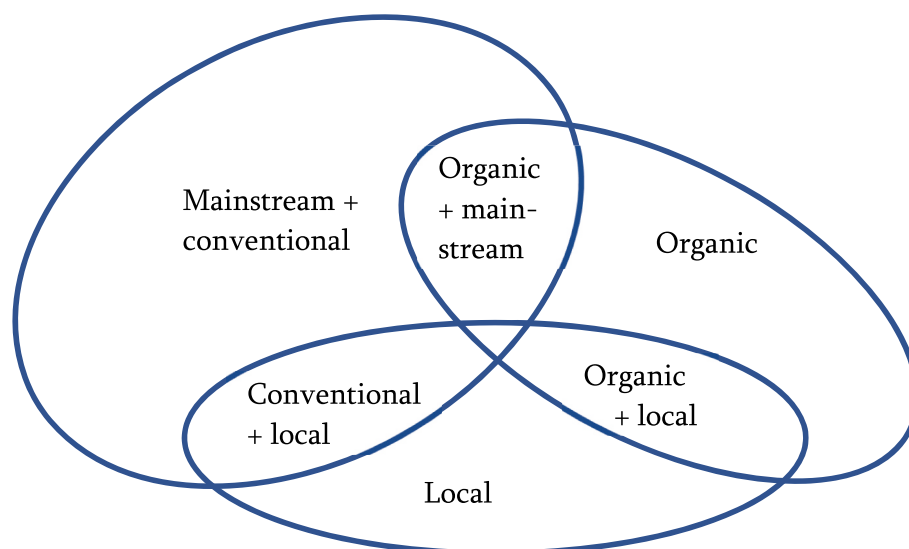 Organic
+ main-
stream
Mainstream +
conventional
Organic
Conventional
+ local
Organic
+ local
Local